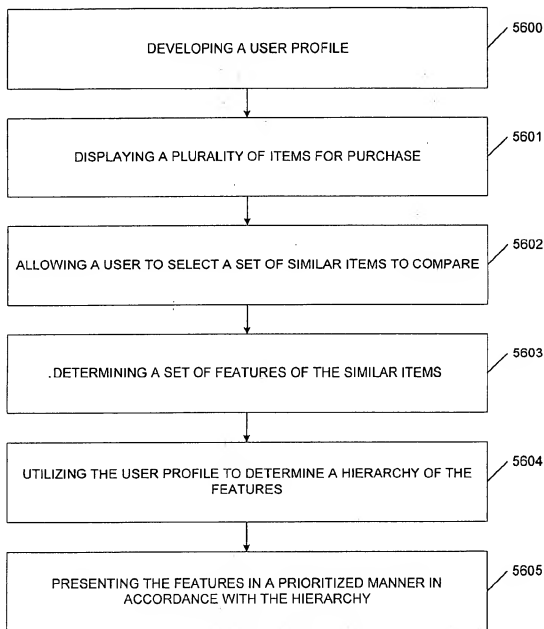 5600
DEVELOPING A USER PROFILE
5601
DISPLAYING A PLURALITY OF ITEMS FOR PURCHASE
5602
ALLOWING A USER TO SELECT A SET OF SIMILAR ITEMS TO COMPARE
5603
DETERMINING A SET OF FEATURES OF THE SIMILAR ITEMS
5604
UTILIZING THE USER PROFILE TO DETERMINE A HIERARCHY OF THE
FEATURES
5605
PRESENTING THE FEATURES IN A PRIORITIZED MANNER IN
ACCORDANCE WITH THE HIERARCHY